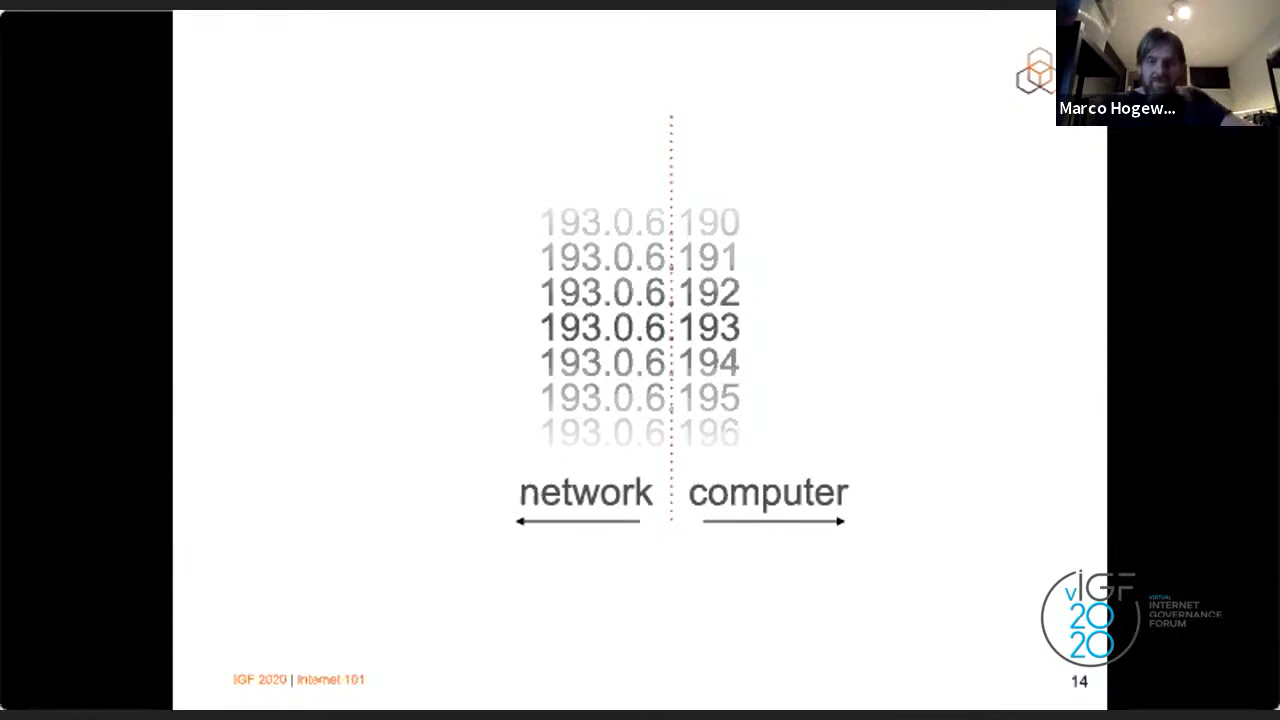 Marco Hogew...
193.0.6.190
193.0.6.191
193.0.6.192
193.0.6.193
193.0.6.194
193.0.6.195
193.0.6.196
network computer
vIGF
2020
VIRTUAL
INTERNET
GOVERNANCE
FORUM
IGF 2020 | Internet 101
14